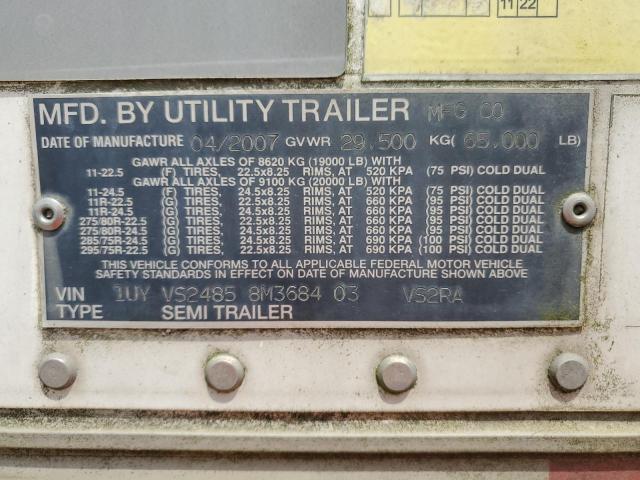 11 22
MFD. BY UTILITY TRAILER MFG CO
DATE OF MANUFACTURE 04/2007 GVWR 29.500 KG( 65.000 LB)
GAWR ALL AXLES OF 8620 KG (19000 LB) WITH
11-22.5 (F) TIRES, 22.5x8.25 RIMS, AT 520 KPA (75 PSI) COLD DUAL
GAWR ALL AXLES OF 9100 KG (20000 LB) WITH
11-24.5 (F) TIRES, 24.5x8.25 RIMS, AT 520 KPA (75 PSI) COLD DUAL
11R-22.5 (G) TIRES, 22.5x8.25 RIMS, AT 660 KPA (95 PSI) COLD DUAL
11R-24.5 (G) TIRES, 24.5x8.25 RIMS, AT 660 KPA (95 PSI) COLD DUAL
275/80R-22.5 (G) TIRES, 22.5x8.25 RIMS, AT 660 KPA (95 PSI) COLD DUAL
275/80R-24.5 (G) TIRES, 24.5x8.25 RIMS, AT 660 KPA (95 PSI) COLD DUAL
285/75R-24.5 (G) TIRES, 24.5x8.25 RIMS, AT 690 KPA (100 PSI) COLD DUAL
295/75R-22.5 (G) TIRES, 22.5x8.25 RIMS, AT 690 KPA (100 PSI) COLD DUAL
THIS VEHICLE CONFORMS TO ALL APPLICABLE FEDERAL MOTOR VEHICLE
SAFETY STANDARDS IN EFFECT ON DATE OF MANUFACTURE SHOWN ABOVE
VIN 1UY VS2485 8M3684 03 VS2RA
TYPE SEMI TRAILER